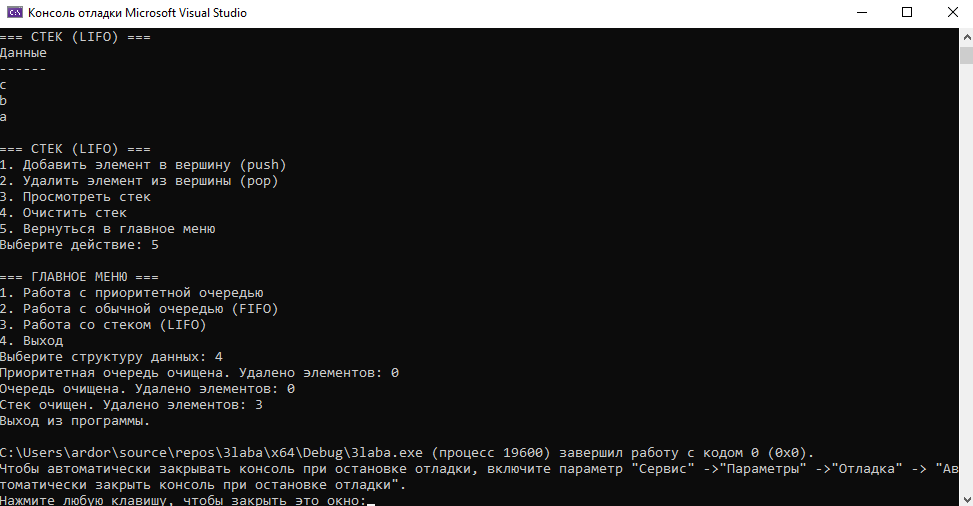 Консоль отладки Microsoft Visual Studio
=== СТЕК (LIFO) ===
Данные
------
c
b
a
=== СТЕК (LIFO) ===
1. Добавить элемент в вершину (push)
2. Удалить элемент из вершины (pop)
3. Просмотреть стек
4. Очистить стек
5. Вернуться в главное меню
Выберите действие: 5
=== ГЛАВНОЕ МЕНЮ ===
1. Работа с приоритетной очередью
2. Работа с обычной очередью (FIFO)
3. Работа со стеком (LIFO)
4. Выход
Выберите структуру данных: 4
Приоритетная очередь очищена. Удалено элементов: 0
Очередь очищена. Удалено элементов: 0
Стек очищен. Удалено элементов: 3
Выход из программы.
C:\Users\ardor\source\repos\3laba\x64\Debug\3laba.exe (процесс 19600) завершил работу с кодом 0 (0x0).
Чтобы автоматически закрывать консоль при остановке отладки, включите параметр "Сервис" ->"Параметры" ->"Отладка" -> "Ав
томатически закрыть консоль при остановке отладки".
Нажмите любую клавишу, чтобы закрыть это окно: